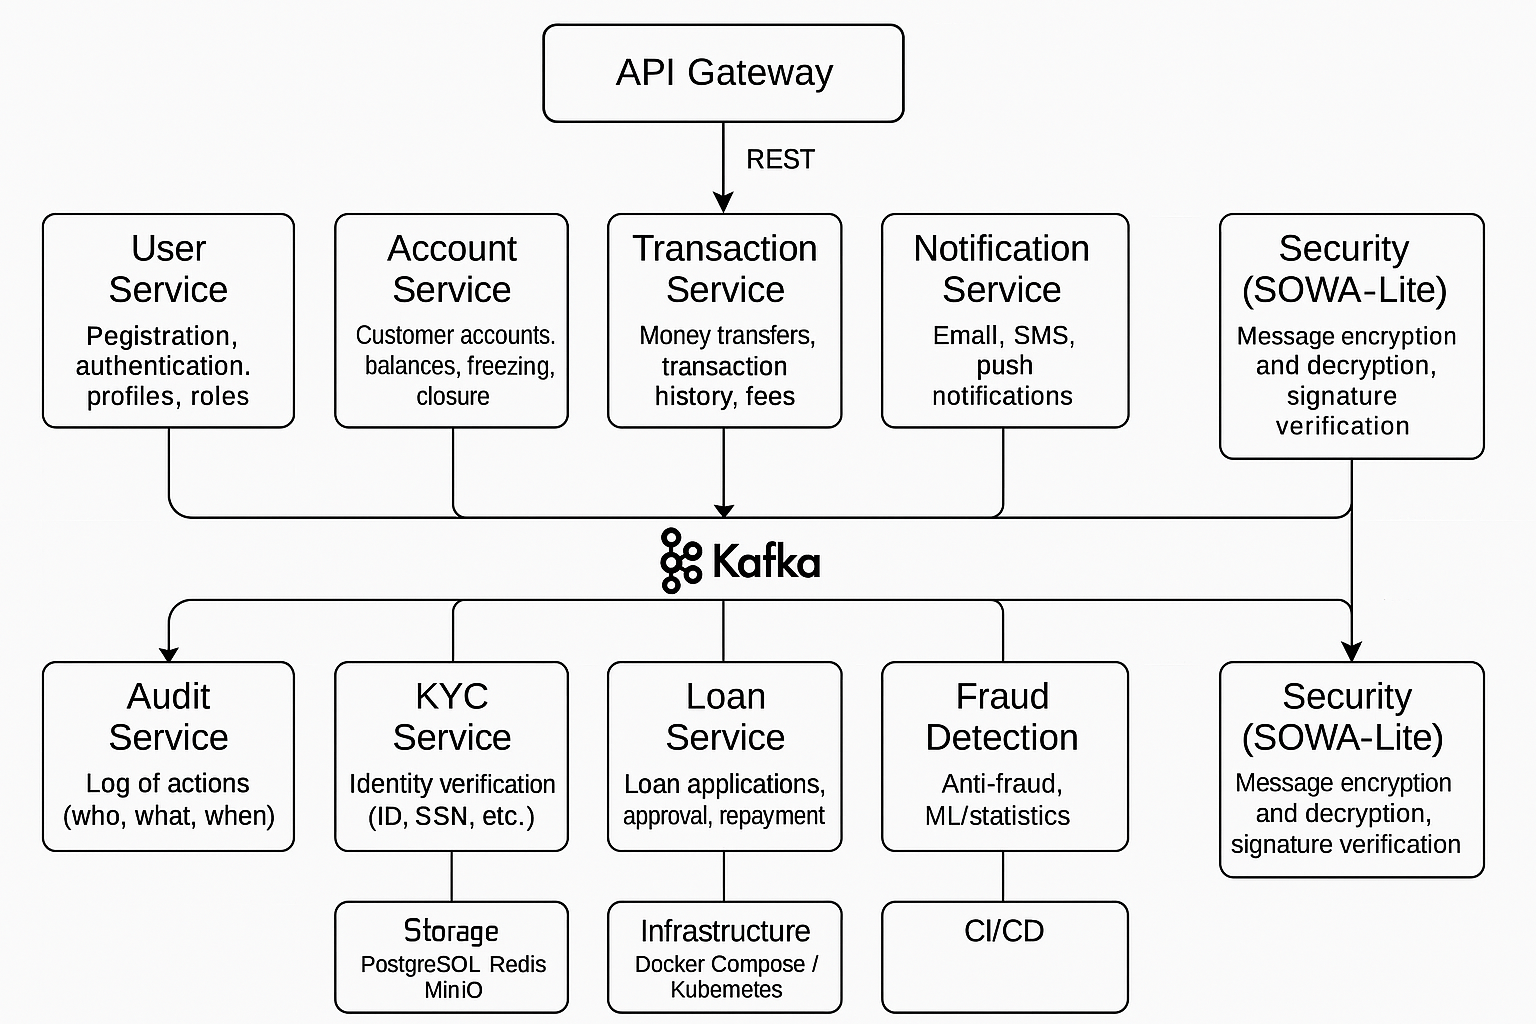 API Gateway
REST
User
Service
Pegistration,
authentication.
profiles, roles
Account
Service
Customer accounts.
balances, freezing,
closure
Transaction
Service
Money transfers,
transaction
history, fees
Notification
Service
Emall, SMS,
push
notifications
Security
(SOWA-Lite)
Message encryption
and decryption,
signature
verification
Kafka
Audit
Service
Log of actions
(who, what, when)
KYC
Service
Identity verification
(ID, SSN, etc.)
Loan
Service
Loan applications,
approval, repayment
Fraud
Detection
Anti-fraud,
ML/statistics
Security
(SOWA-Lite)
Message encryption
and decryption,
signature verification
Storage
PostgreSOL Redis
MiniO
Infrastructure
Docker Compose /
Kubemetes
CI/CD